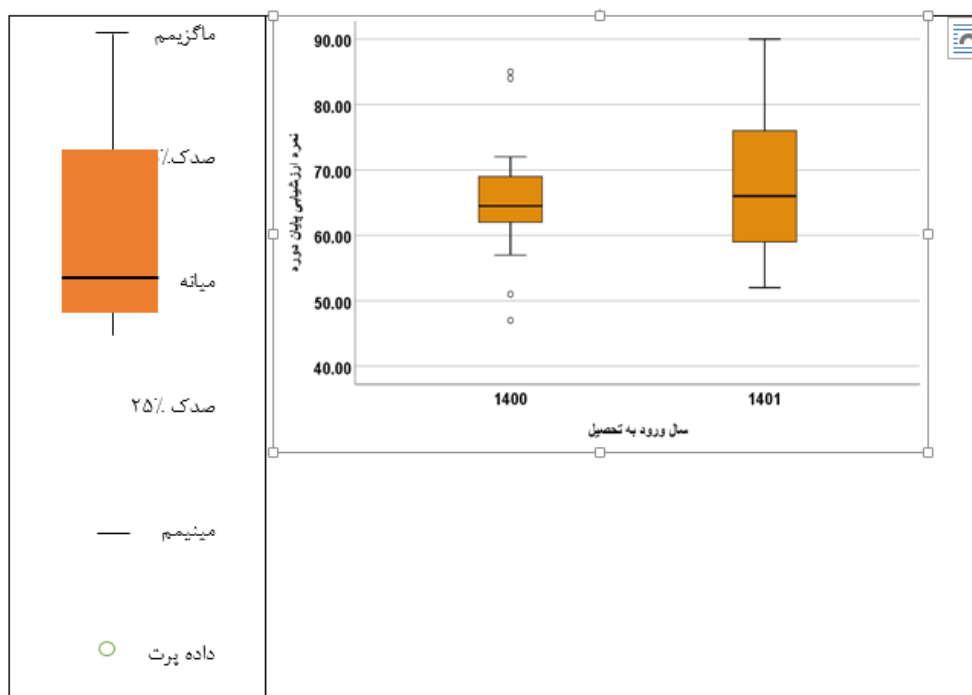 ماگزیمم
صدک٪
میانه
صدک ٪۲۵
مینیمم
داده پرت
نمره ارزشیابی پایان دوره
90.00
80.00
70.00
60.00
50.00
40.00
1400
1401
سال ورود به تحصیل